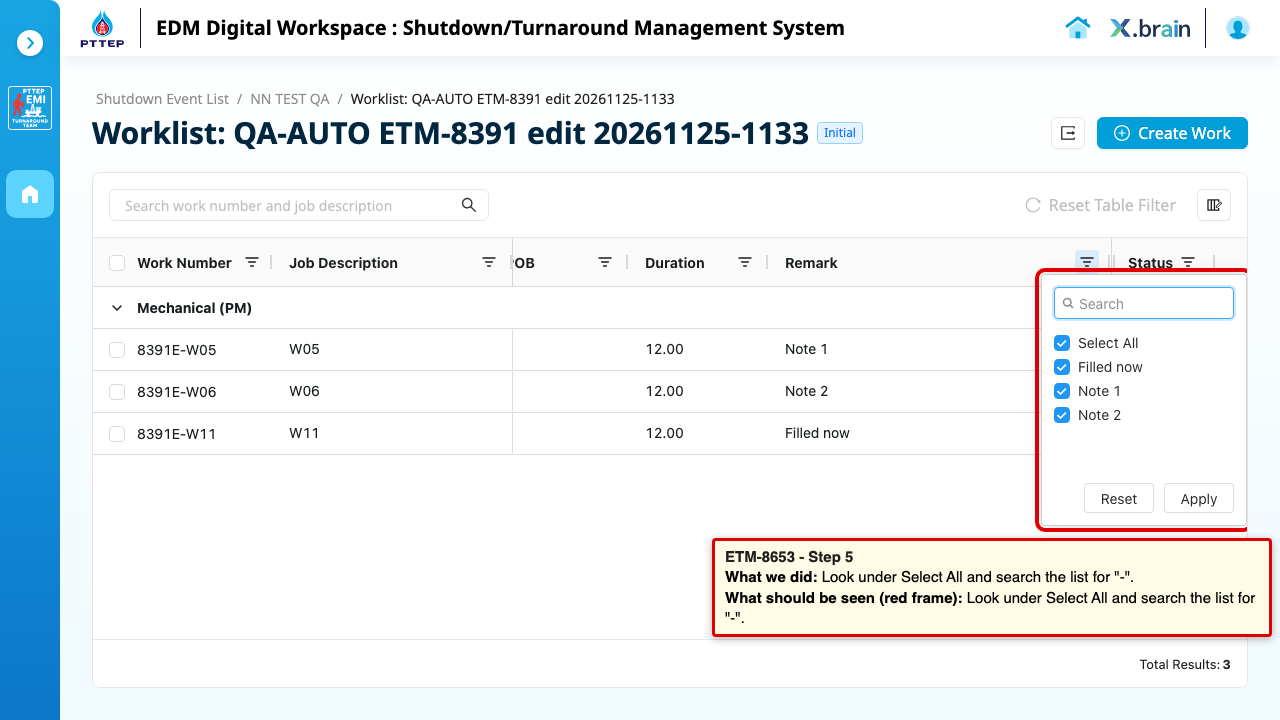 PTTEP
EDM Digital Workspace : Shutdown/Turnaround Management System
X.brain
PTTEP
EMI
TURNAROUND
TEAM
Shutdown Event List / NN TEST QA / Worklist: QA-AUTO ETM-8391 edit 20261125-1133
Worklist: QA-AUTO ETM-8391 edit 20261125-1133 Initial
Create Work
Search work number and job description
Reset Table Filter
Work Number Job Description OB Duration Remark Status
Mechanical (PM)
8391E-W05 W05 12.00 Note 1
8391E-W06 W06 12.00 Note 2
8391E-W11 W11 12.00 Filled now
Search
Select All
Filled now
Note 1
Note 2
Reset Apply
ETM-8653 - Step 5
What we did: Look under Select All and search the list for "-".
What should be seen (red frame): Look under Select All and search the list for
"-".
Total Results: 3